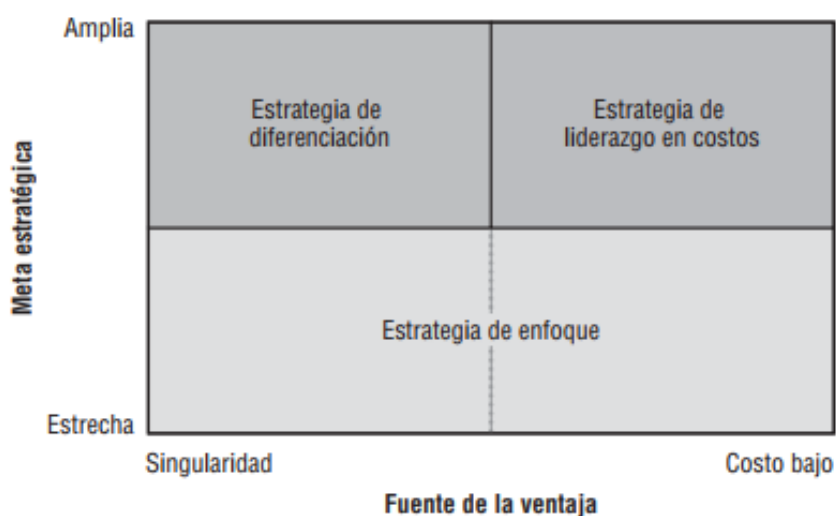 Amplia
Estrategia de
diferenciación
Estrategia de
liderazgo en costos
Meta estratégica
Estrategia de enfoque
Estrecha
Singularidad
Costo bajo
Fuente de la ventaja